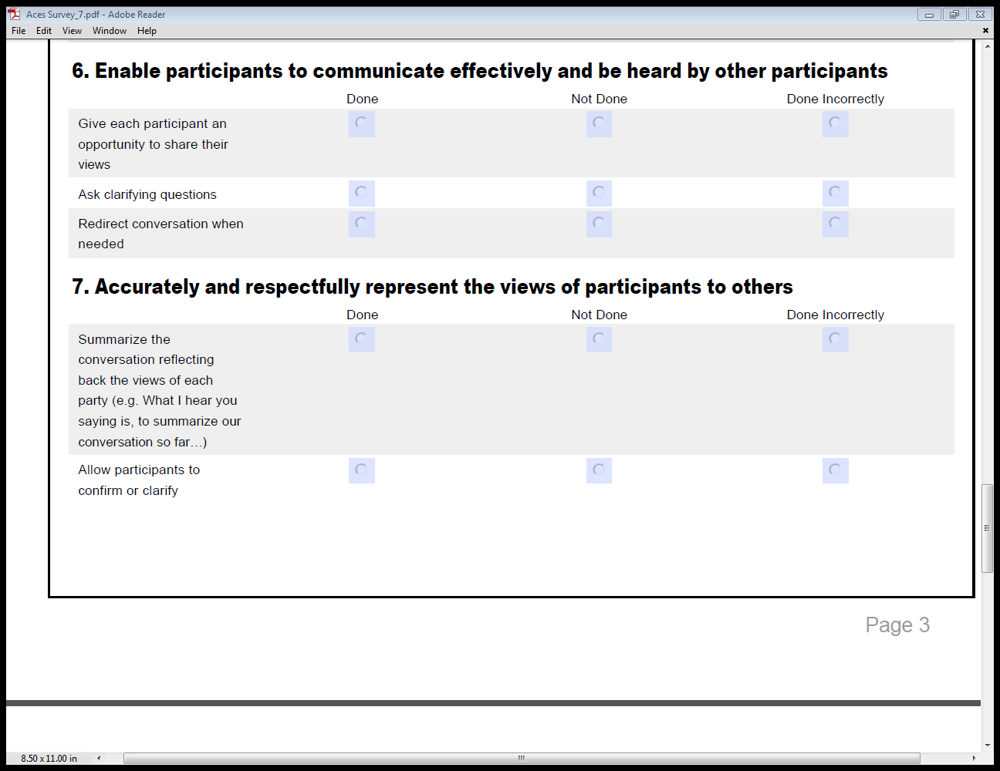 Aces Survey_7.pdf - Adobe Reader
File Edit View Window Help
6. Enable participants to communicate effectively and be heard by other participants
Done Not Done Done Incorrectly
Give each participant an
opportunity to share their
views
Ask clarifying questions
Redirect conversation when
needed
7. Accurately and respectfully represent the views of participants to others
Done Not Done Done Incorrectly
Summarize the
conversation reflecting
back the views of each
party (e.g. What I hear you
saying is, to summarize our
conversation so far...)
Allow participants to
confirm or clarify
Page 3
8.50 x 11.00 in